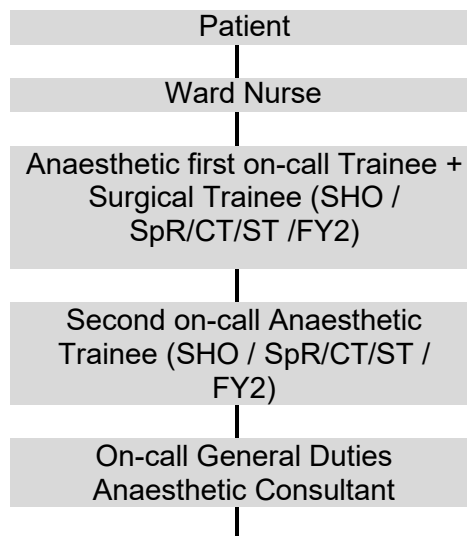 Patient
Ward Nurse
Anaesthetic first on-call Trainee +
Surgical Trainee (SHO /
SpR/CT/ST /FY2)
Second on-call Anaesthetic
Trainee (SHO / SpR/CT/ST /
FY2)
On-call General Duties
Anaesthetic Consultant